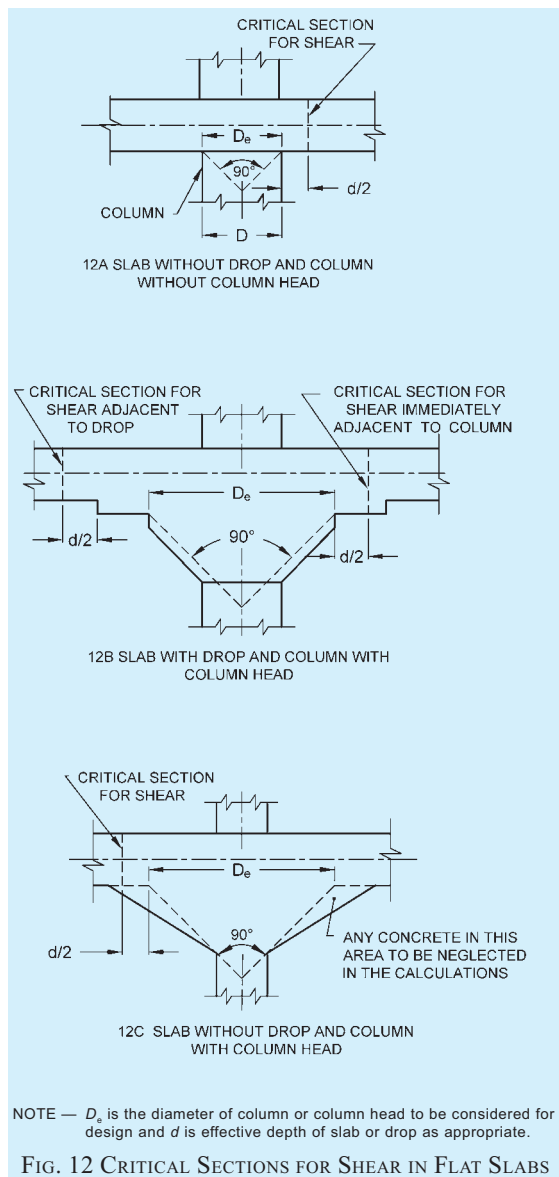 CRITICAL SECTION
FOR SHEAR
De
90°
d/2
COLUMN
D
12A SLAB WITHOUT DROP AND COLUMN
WITHOUT COLUMN HEAD
CRITICAL SECTION FOR
SHEAR ADJACENT
TO DROP
CRITICAL SECTION FOR
SHEAR IMMEDIATELY
ADJACENT TO COLUMN
De
90°
d/2
d/2
12B SLAB WITH DROP AND COLUMN WITH
COLUMN HEAD
CRITICAL SECTION
FOR SHEAR
De
90°
d/2
ANY CONCRETE IN THIS
AREA TO BE NEGLECTED
IN THE CALCULATIONS
12C SLAB WITHOUT DROP AND COLUMN
WITH COLUMN HEAD
NOTE — De is the diameter of column or column head to be considered for
design and d is effective depth of slab or drop as appropriate.
FIG. 12 CRITICAL SECTIONS FOR SHEAR IN FLAT SLABS